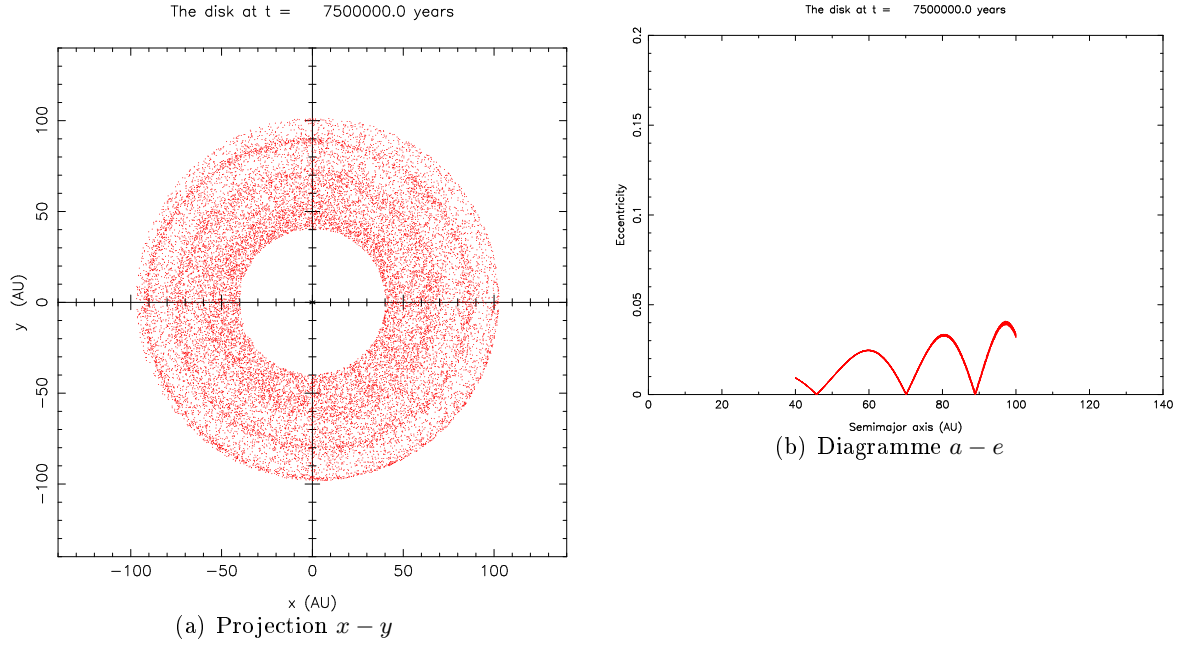 The disk at t = 7500000.0 years
100
50
0
−50
−100
y (AU)
−100 −50 0 50 100
x (AU)
(a) Projection x − y
The disk at t = 7500000.0 years
0.2
0.15
0.1
0.05
0
Eccentricity
0 20 40 60 80 100 120 140
Semimajor axis (AU)
(b) Diagramme a − e